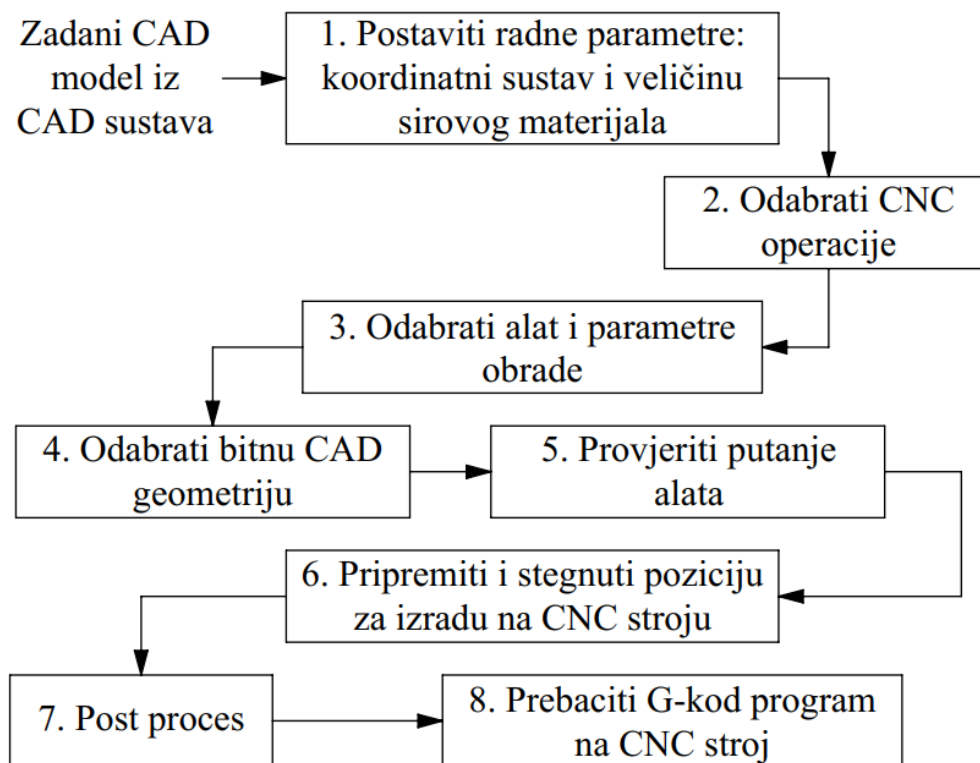 Zadani CAD
model iz
CAD sustava
1. Postaviti radne parametre:
koordinatni sustav i veličinu
sirovog materijala
2. Odabrati CNC
operacije
3. Odabrati alat i parametre
obrade
4. Odabrati bitnu CAD
geometriju
5. Provjeriti putanje
alata
6. Pripremiti i stegnuti poziciju
za izradu na CNC stroju
7. Post proces
8. Prebaciti G-kod program
na CNC stroj